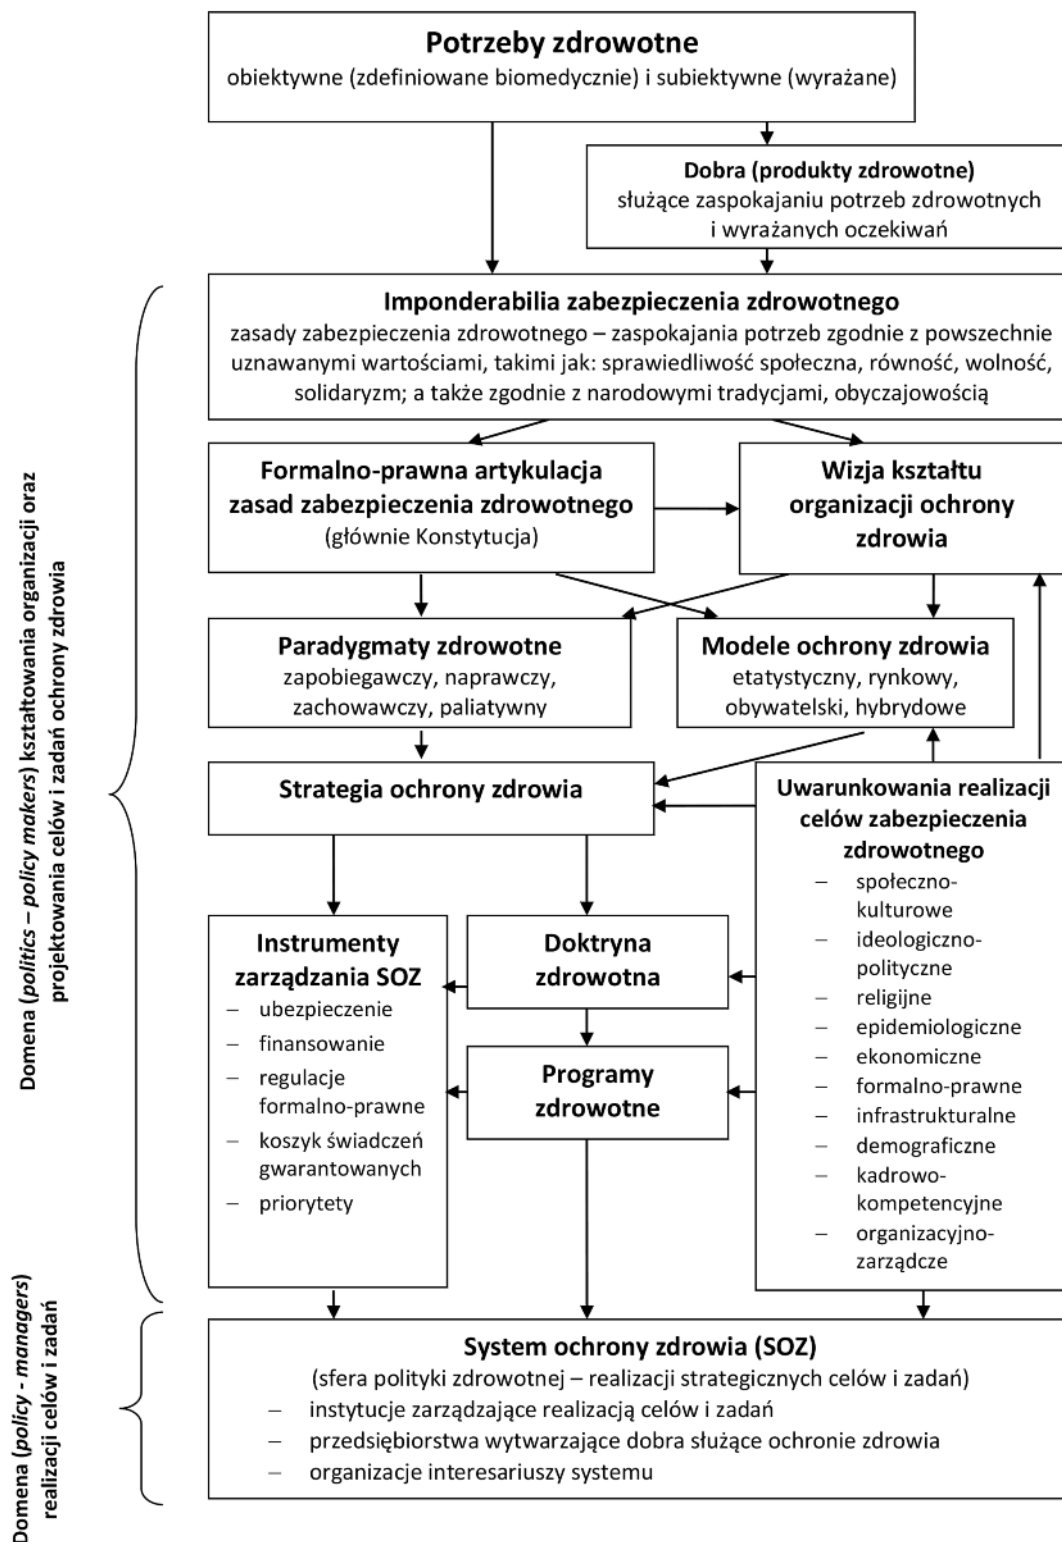 Potrzeby zdrowotne
obiektywne (zdefiniowane biomedycznie) i subiektywne (wyrażane)
Dobra (produkty zdrowotne)
służące zaspokajaniu potrzeb zdrowotnych
i wyrażanych oczekiwań
Imponderabilia zabezpieczenia zdrowotnego
zasady zabezpieczenia zdrowotnego – zaspokajania potrzeb zgodnie z powszechnie
uznawanymi wartościami, takimi jak: sprawiedliwość społeczna, równość, wolność,
solidaryzm; a także zgodnie z narodowymi tradycjami, obyczajowością
Formalno-prawna artykulacja
zasad zabezpieczenia zdrowotnego
(głównie Konstytucja)
Wizja kształtu
organizacji ochrony
zdrowia
Paradygmaty zdrowotne
zapobiegawczy, naprawczy,
zachowawczy, paliatywny
Modele ochrony zdrowia
etatystyczny, rynkowy,
obywatelski, hybrydowe
Strategia ochrony zdrowia
Uwarunkowania realizacji
celów zabezpieczenia
zdrowotnego
– społeczno-
kulturowe
– ideologiczno-
polityczne
– religijne
– epidemiologiczne
– ekonomiczne
– formalno-prawne
– infrastrukturalne
– demograficzne
– kadrowo-
kompetencyjne
– organizacyjno-
zarządcze
Instrumenty
zarządzania SOZ
– ubezpieczenie
– finansowanie
– regulacje
formalno-prawne
– koszyk świadczeń
gwarantowanych
– priorytety
Doktryna
zdrowotna
Programy
zdrowotne
System ochrony zdrowia (SOZ)
(sfera polityki zdrowotnej – realizacji strategicznych celów i zadań)
– instytucje zarządzające realizacją celów i zadań
– przedsiębiorstwa wytwarzające dobra służące ochronie zdrowia
– organizacje interesariuszy systemu
Domena (politics – policy makers) kształtowania organizacji oraz
projektowania celów i zadań ochrony zdrowia
Domena (policy - managers)
realizacji celów i zadań